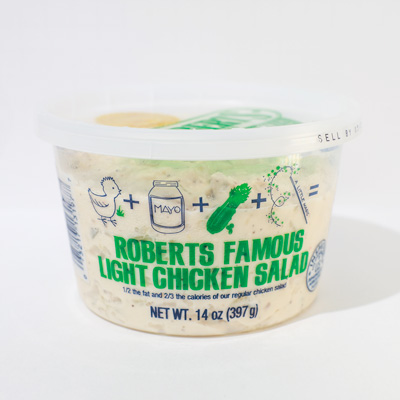 SELL BY
MAYO
+ + + =
A LITTLE
ROBERTS FAMOUS
LIGHT CHICKEN SALAD
1/2 the fat and 2/3 the calories of our regular chicken salad
NET WT. 14 oz (397g)